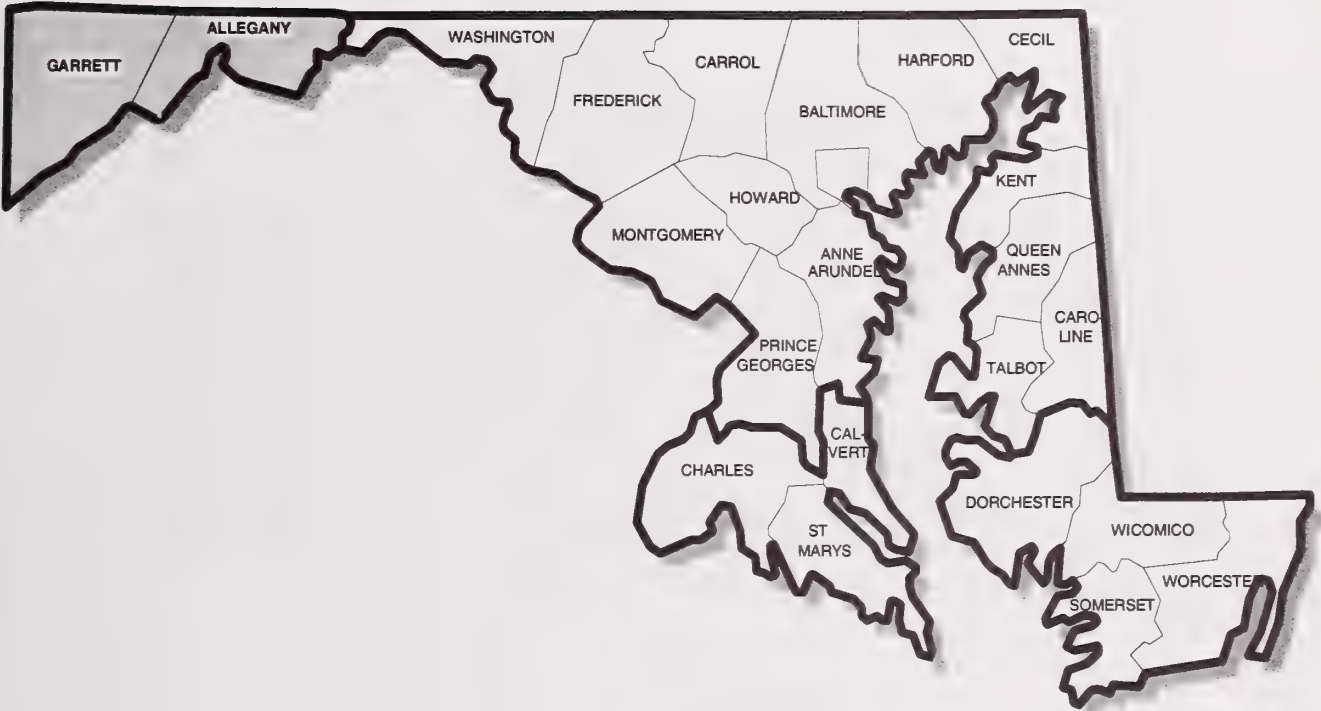 GARRETT
ALLEGANY
WASHINGTON
FREDERICK
CARROL
BALTIMORE
HARFORD
CECIL
MONTGOMERY
HOWARD
ANNE
ARUNDEL
KENT
QUEEN
ANNES
CARO-
LINE
TALBOT
PRINCE
GEORGES
CAL-
VERT
CHARLES
ST
MARYS
DORCHESTER
WICOMICO
WORCESTER
SOMERSET